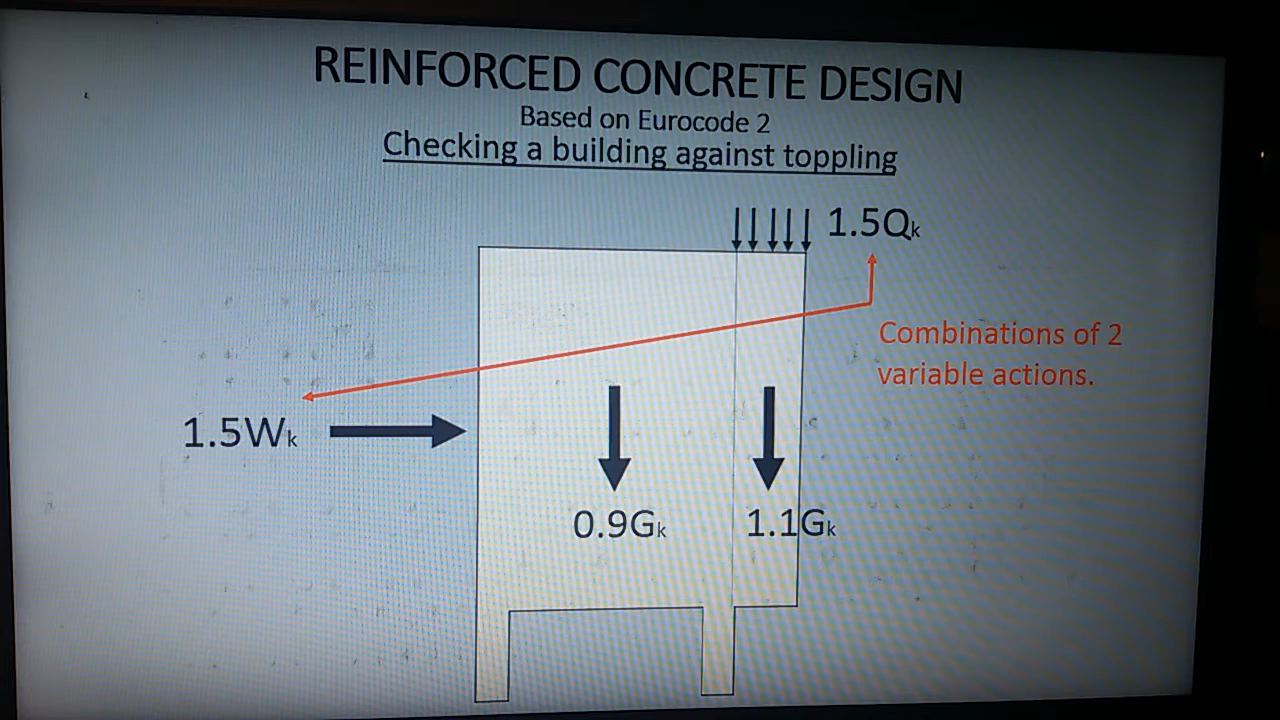 REINFORCED CONCRETE DESIGN
Based on Eurocode 2
Checking a building against toppling
1.5Qk
Combinations of 2
variable actions.
1.5Wk
0.9Gk
1.1Gk